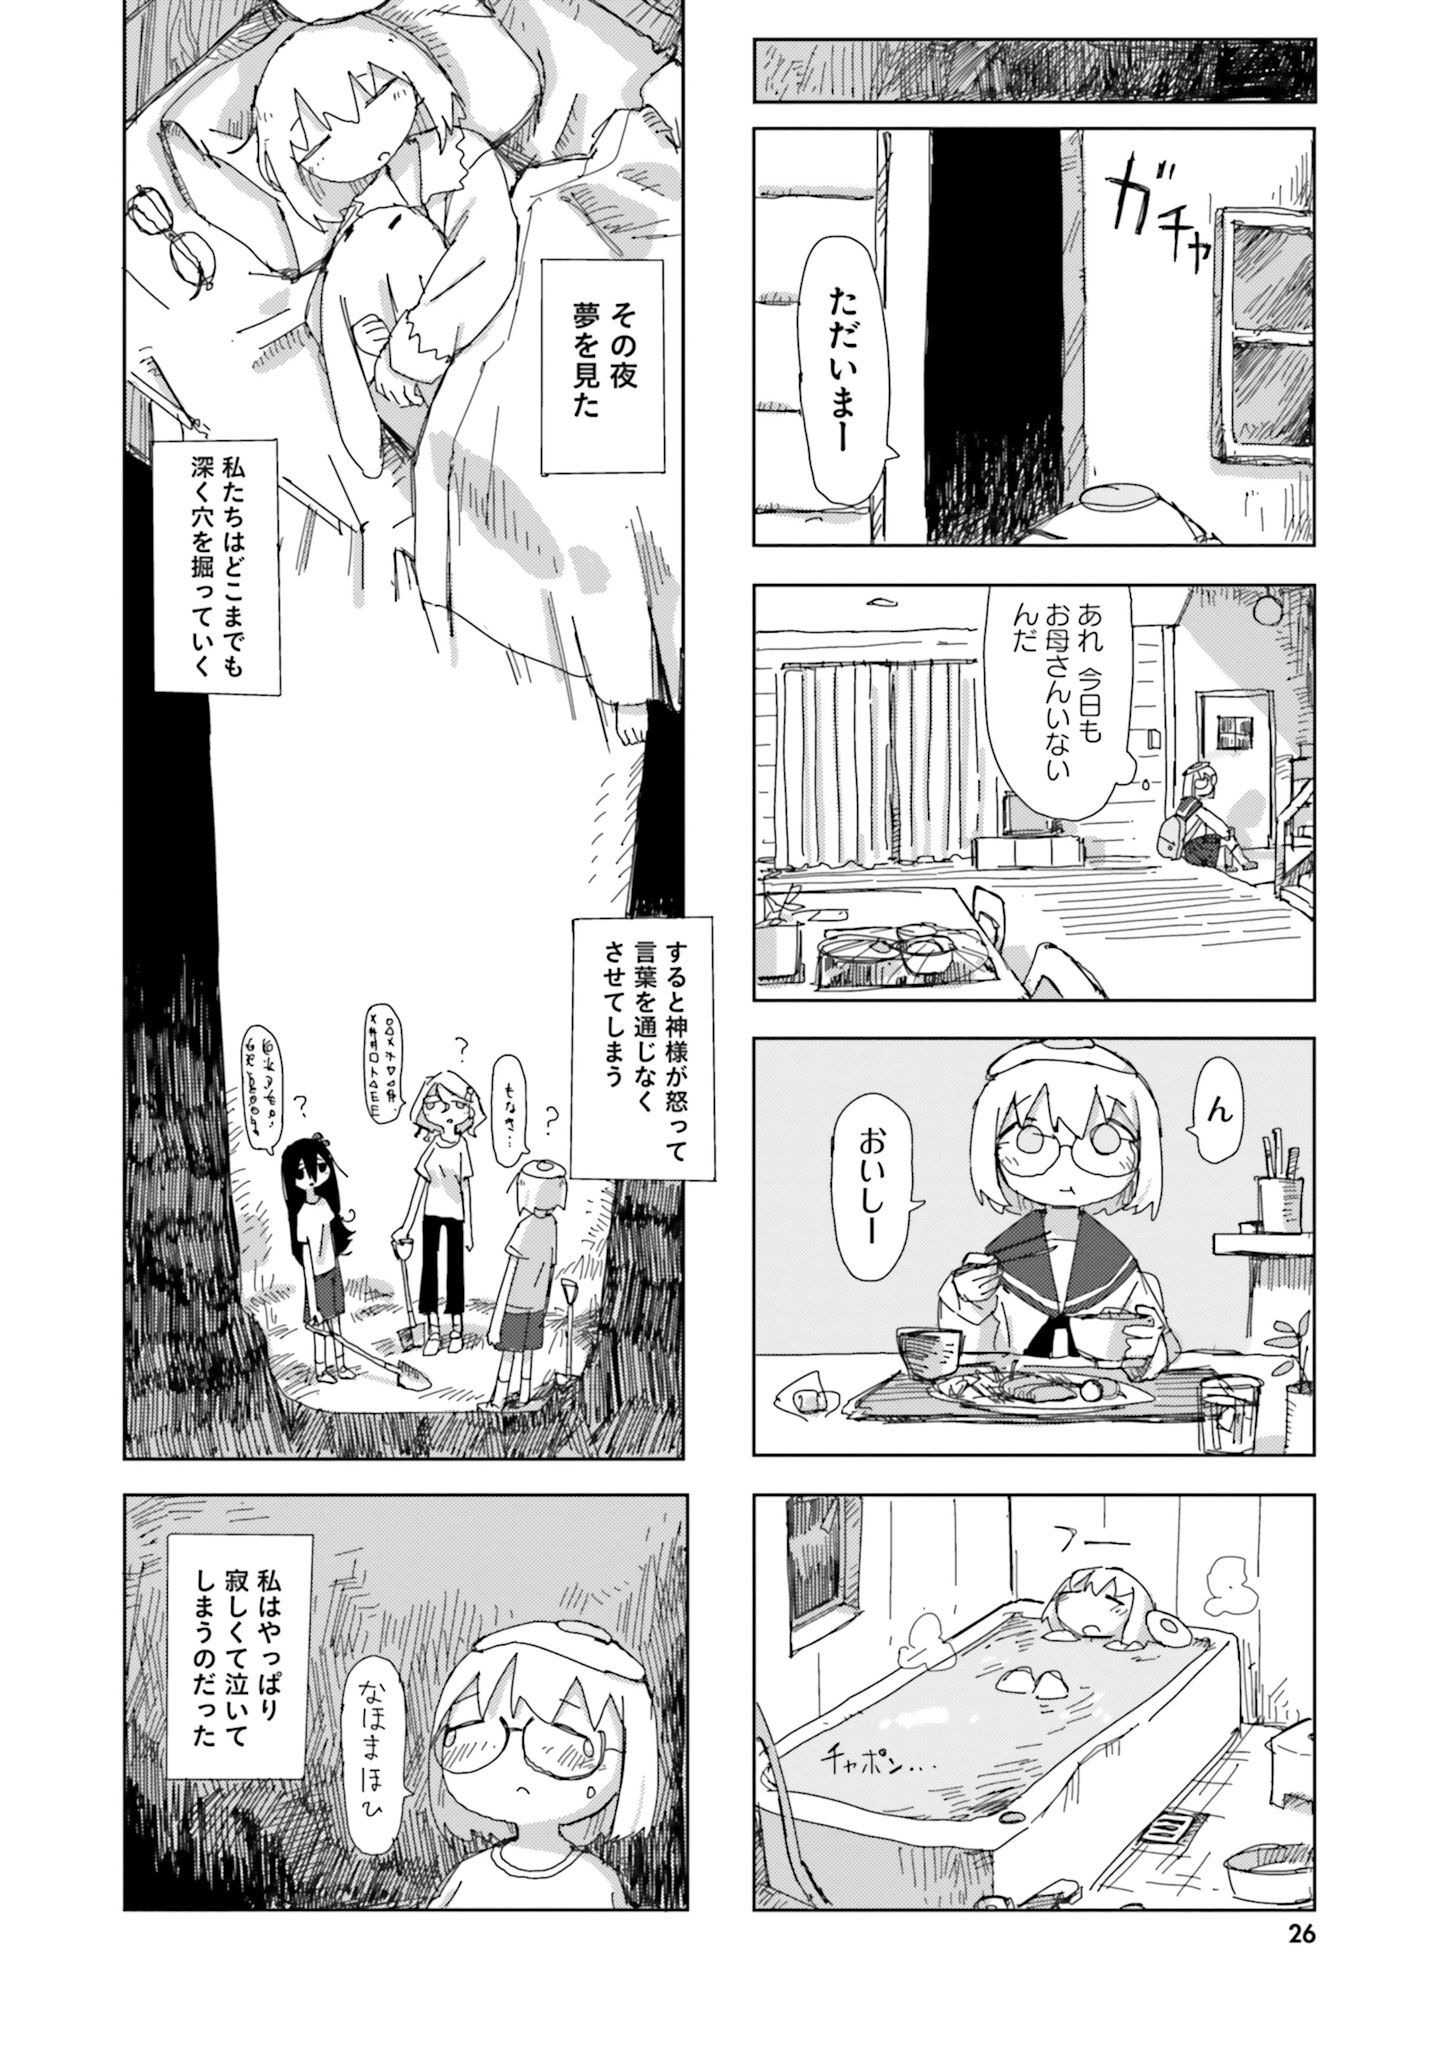 ガチャ
ただいまー
あれ 今日も
お母さんいない
んだ
ん
おいしー
フー
チャポン...
その夜
夢を見た
私たちはどこまでも
深く穴を掘っていく
すると神様が怒って
言葉を通じなく
させてしまう
?
?
?
私はやっぱり
寂しくて泣いて
しまうのだった
なほまほひ
26